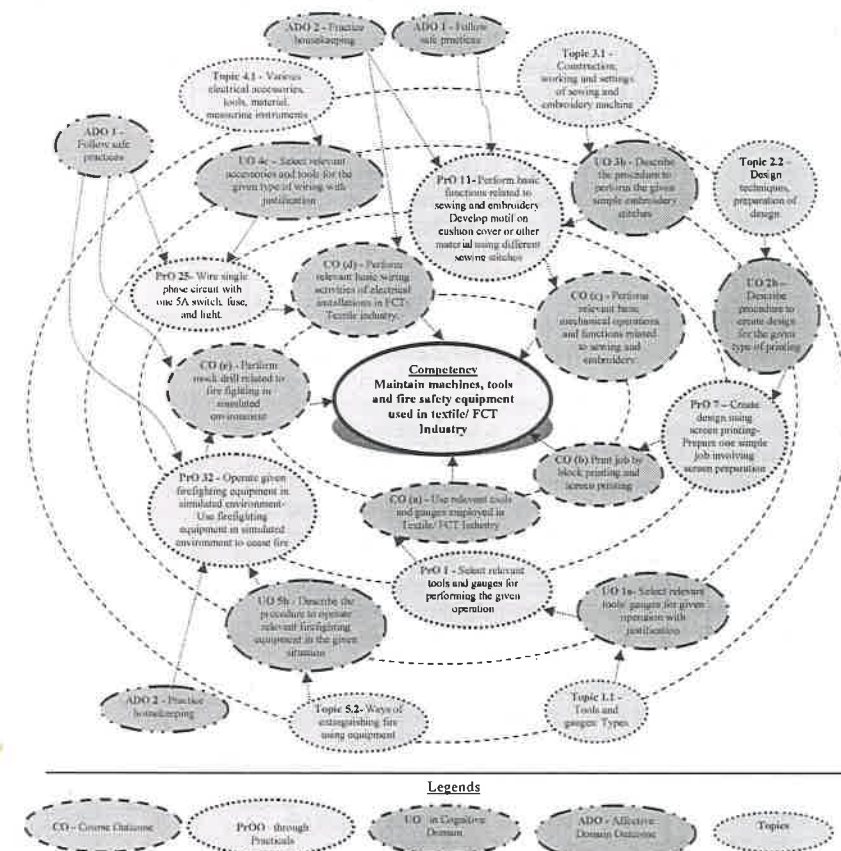 ADO 2 - Practice
housekeeping
ADO 1 - Follow
safe practices
Topic 3.1 -
Construction,
working and settings
of sewing and
embroidery machine
Topic 4.1 - Various
electrical accessories,
tools, material,
measuring instruments
ADO 1 -
Follow safe
practices
UO 4c - Select relevant
accessories and tools for the
given type of wiring with
justification
PrO 11- Perform basic
functions related to
sewing and embroidery
Develop motif on
cushion cover or other
material using different
sewing stitches
UO 3b - Describe
the procedure to
perform the given
simple embroidery
stitches
Topic 2.2 -
Design
techniques,
preparation of
design
PrO 25- Wire single
phase circuit with
one 5A switch, fuse,
and light.
CO (d) - Perform
relevant basic wiring
activities of electrical
installations in FCT-
Textile industry.
CO (c) - Perform
relevant basic
mechanical operations
and functions related
to sewing and
embroidery.
UO 2b -
Describe
procedure to
create design
for the given
type of printing
CO (e) - Perform
mock drill related to
fire fighting in
simulated
environment
Competency
Maintain machines, tools
and fire safety equipment
used in textile/ FCT
Industry
PrO 7 - Create
design using
screen printing-
Prepare one simple
job involving
screen preparation
CO (b) Print job by
block printing and
screen printing
PrO 32 - Operate given
firefighting equipment in
simulated environment-
Use firefighting
equipment in simulated
environment to cease fire
CO (a) - Use relevant tools
and gauges employed in
Textile/ FCT Industry
PrO 1 - Select relevant
tools and gauges for
performing the given
operation
UO 5b - Describe the
procedure to operate
relevant firefighting
equipment in the given
situation
UO 1a- Select relevant
tools/ gauges for given
operation with
justification
ADO 2 - Practice
housekeeping
Topic 5.2- Ways of
extinguishing fire
using equipment
Topic 1.1 -
Tools and
gauges: Types
Legends
CO - Course Outcome
PrOO - through
Practicals
UO - in Cognitive
Domain
ADO - Affective
Domain Outcome
Topics